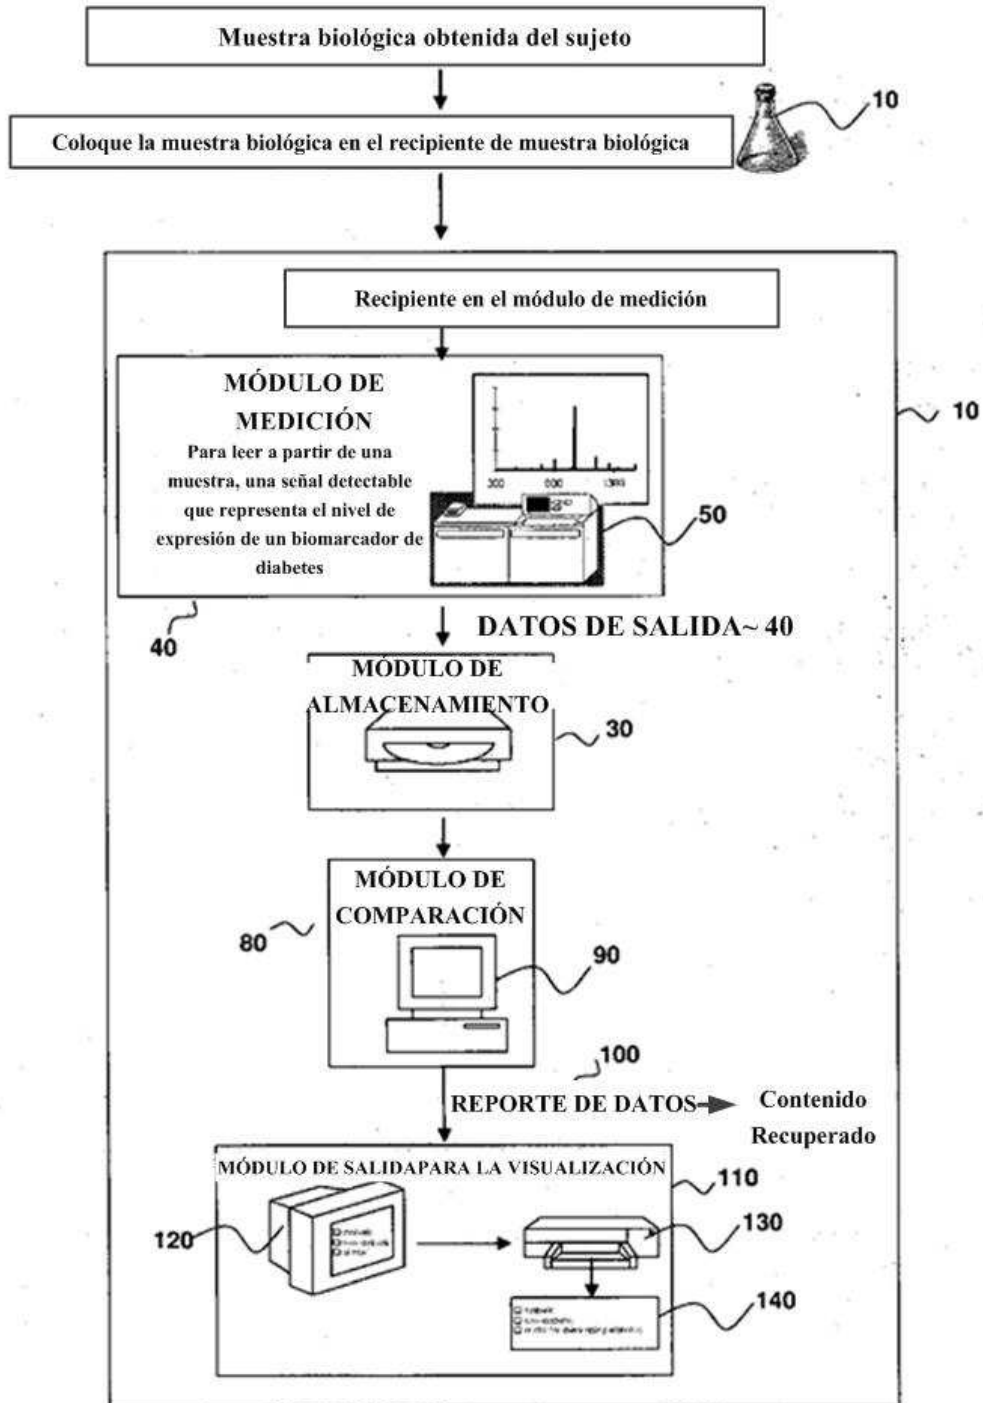 Muestra biológica obtenida del sujeto
10
Coloque la muestra biológica en el recipiente de muestra biológica
Recipiente en el módulo de medición
MÓDULO DE
MEDICIÓN
Para leer a partir de una
muestra, una señal detectable
que representa el nivel de
expresión de un biomarcador de
diabetes
10
50
40
DATOS DE SALIDA~ 40
MÓDULO DE
ALMACENAMIENTO
30
MÓDULO DE
COMPARACIÓN
80
90
100
REPORTE DE DATOS
Contenido
Recuperado
MÓDULO DE SALIDAPARA LA VISUALIZACIÓN
110
120
130
140